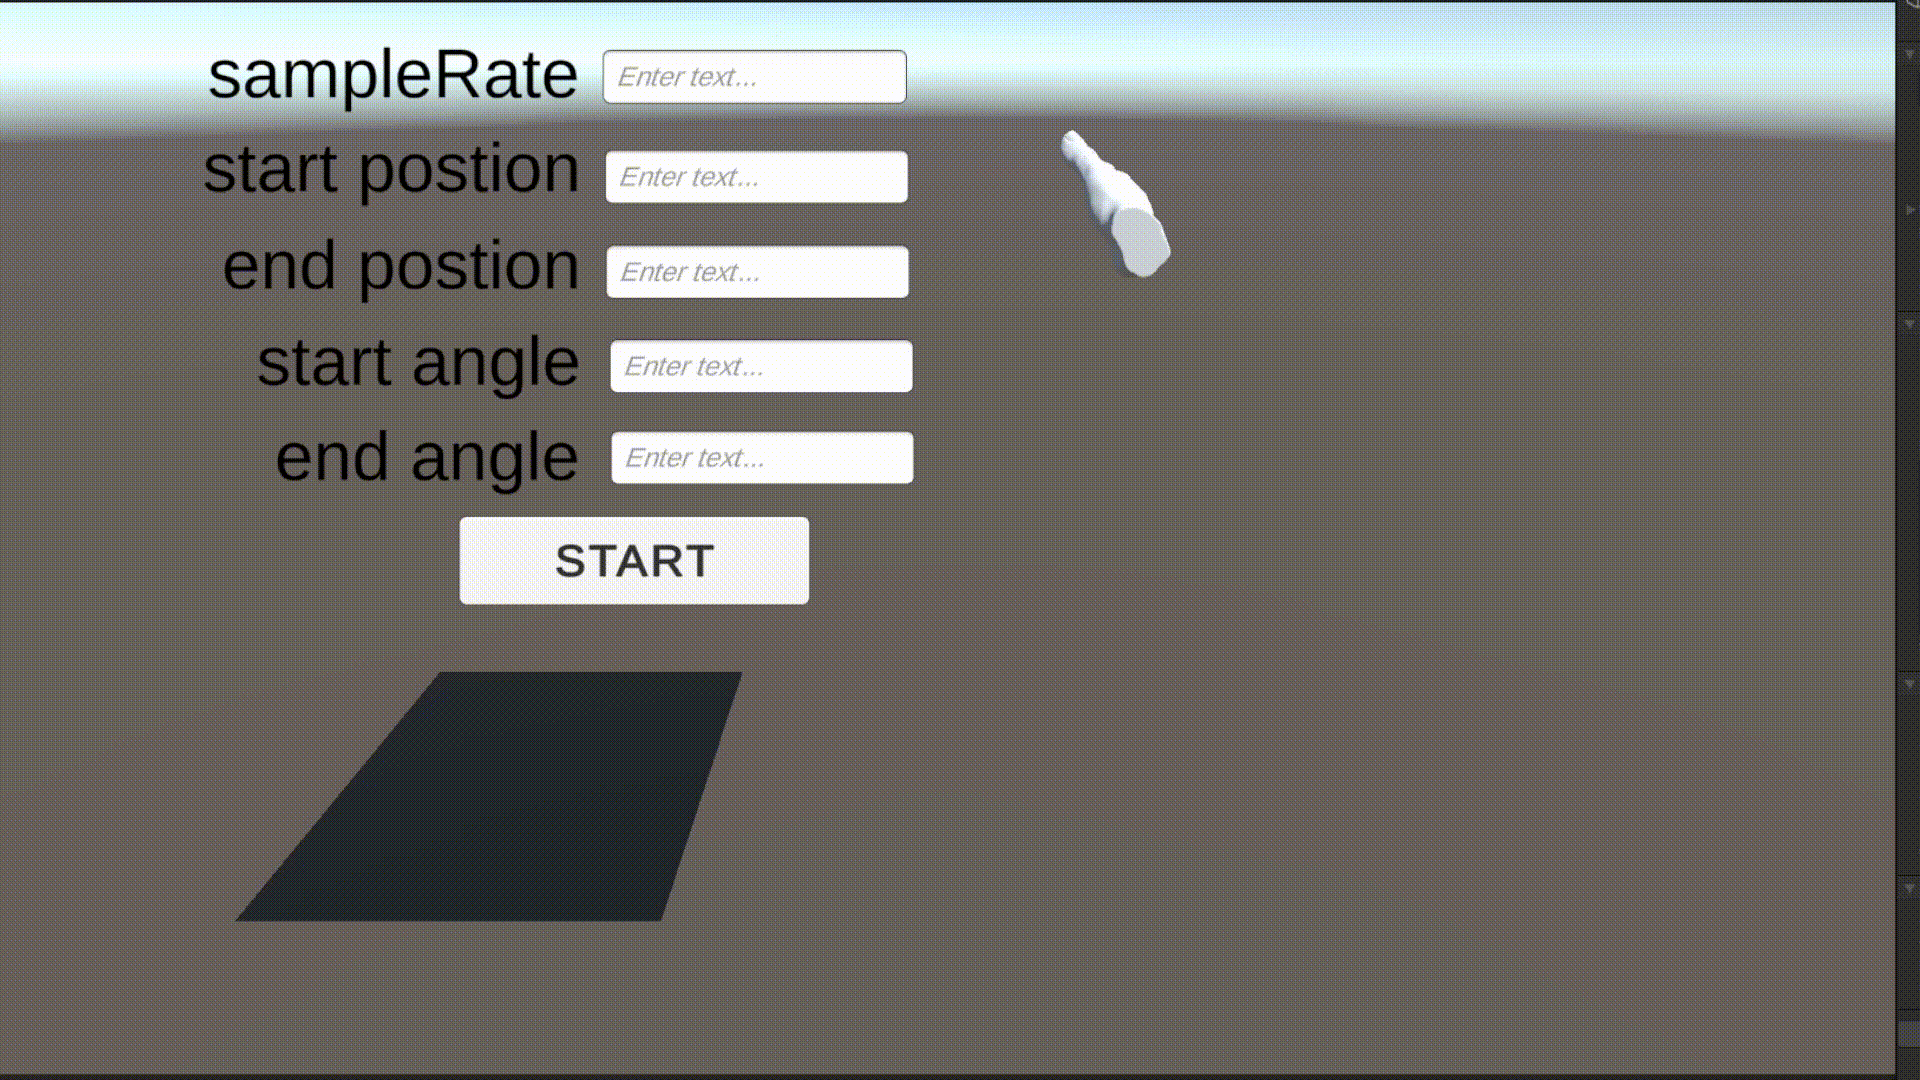 sampleRate Enter text...
start postion Enter text...
end postion Enter text...
start angle Enter text...
end angle Enter text...
START